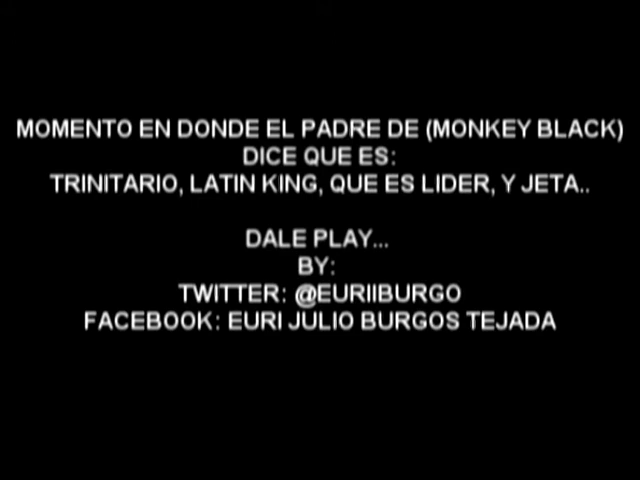 MOMENTO EN DONDE EL PADRE DE (MONKEY BLACK)
DICE QUE ES:
TRINITARIO, LATIN KING, QUE ES LIDER, Y JETA..
DALE PLAY...
BY:
TWITTER: @EURIIBURGO
FACEBOOK: EURI JULIO BURGOS TEJADA